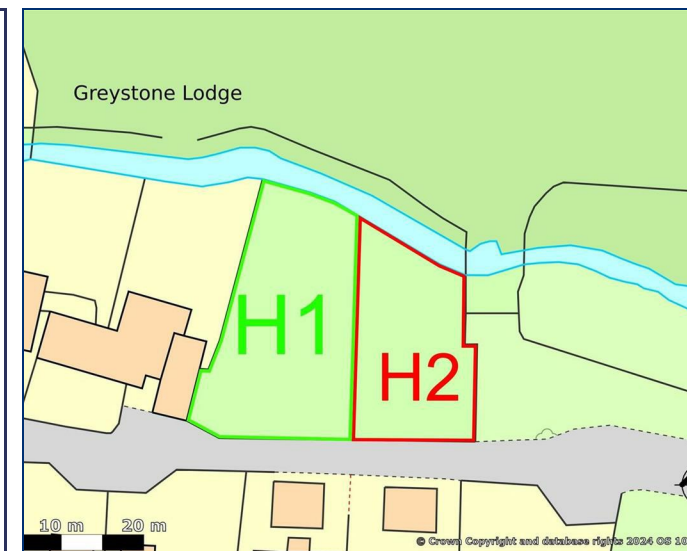 Greystone Lodge
H1
H2
10 m 20 m
© Crown Copyright and database rights 2024 OS 10